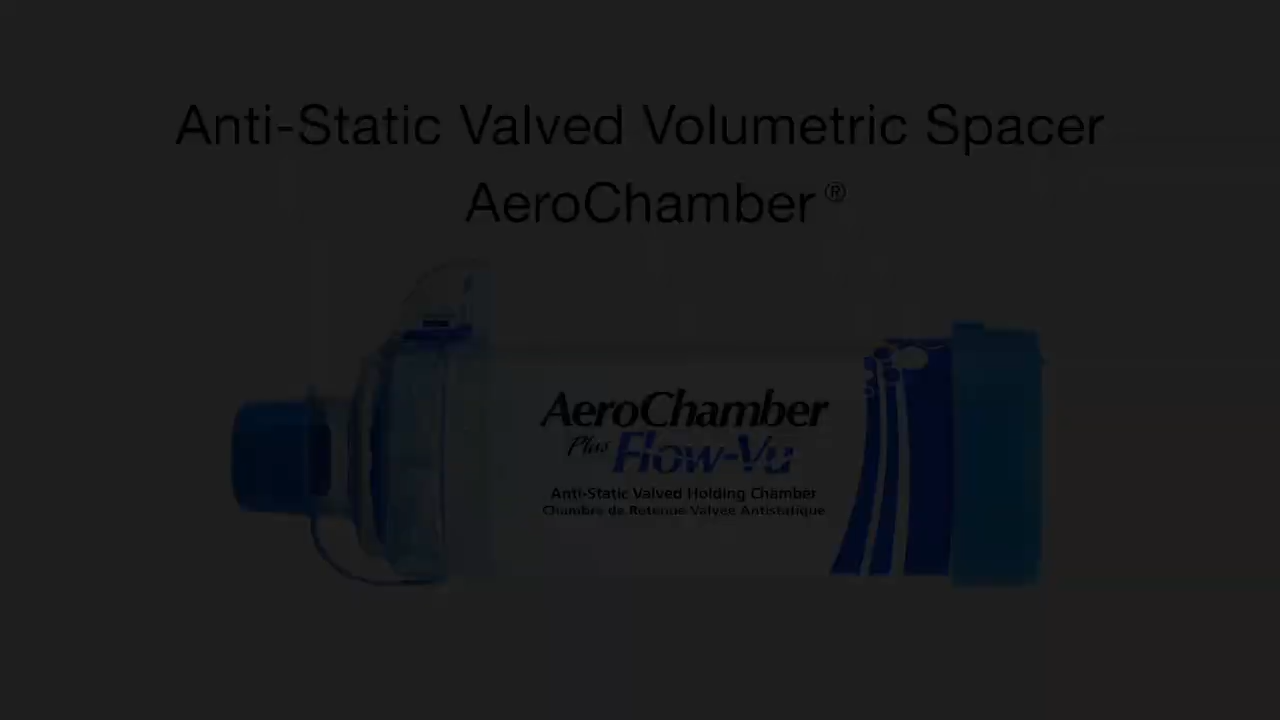 Anti-Static Valved Volumetric Spacer
AeroChamber®
AeroChamber
Plus Flow-Vu
Anti-Static Valved Holding Chamber
Chambre de Retenue Valvée Antistatique